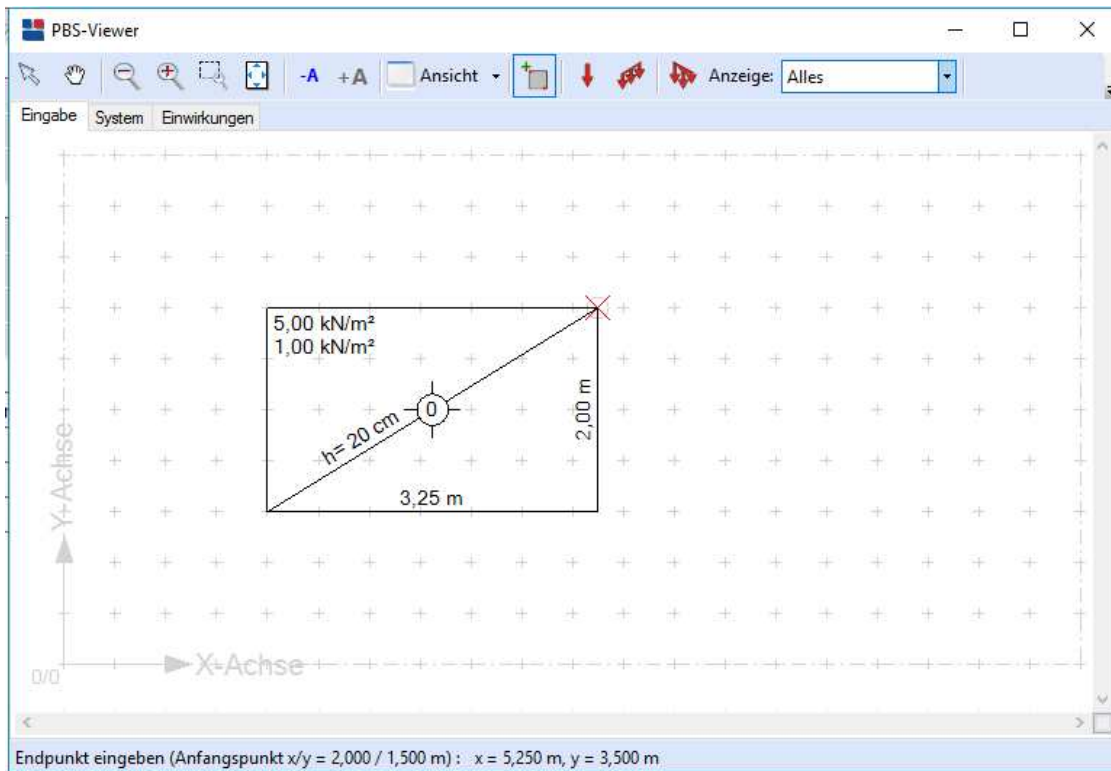 PBS-Viewer
-A +A Ansicht Anzeige: Alles
Eingabe System Einwirkungen
5,00 kN/m²
1,00 kN/m²
h= 20 cm
0
2,00 m
3,25 m
Y-Achse
X-Achse
0/0
Endpunkt eingeben (Anfangspunkt x/y = 2,000 / 1,500 m) : x = 5,250 m, y = 3,500 m